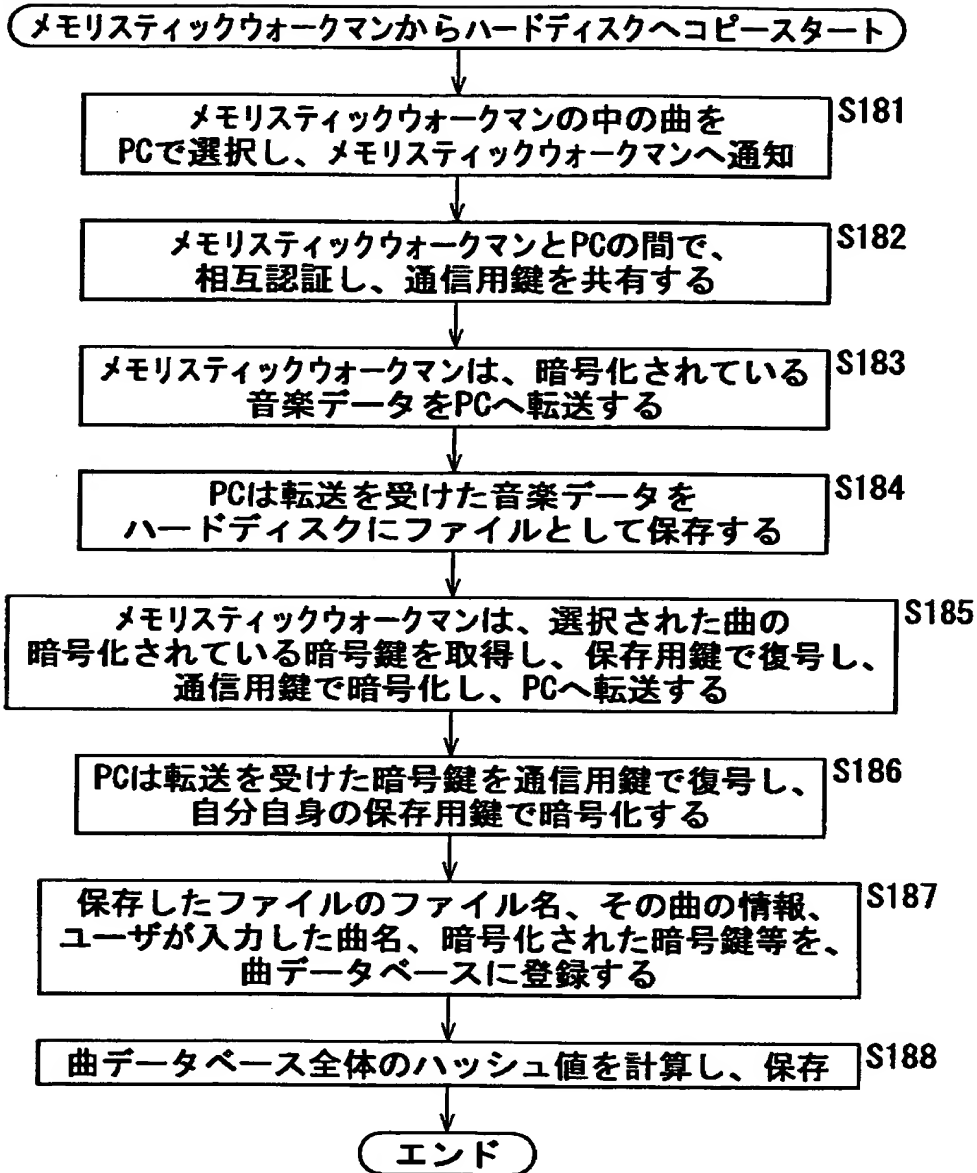 メモリスティックウォークマンからハードディスクへコピースタート
メモリスティックウォークマンの中の曲を
PCで選択し、メモリスティックウォークマンへ通知
S181
メモリスティックウォークマンとPCの間で、
相互認証し、通信用鍵を共有する
S182
メモリスティックウォークマンは、暗号化されている
音楽データをPCへ転送する
S183
PCは転送を受けた音楽データを
ハードディスクにファイルとして保存する
S184
メモリスティックウォークマンは、選択された曲の
暗号化されている暗号鍵を取得し、保存用鍵で復号し、
通信用鍵で暗号化し、PCへ転送する
S185
PCは転送を受けた暗号鍵を通信用鍵で復号し、
自分自身の保存用鍵で暗号化する
S186
保存したファイルのファイル名、その曲の情報、
ユーザが入力した曲名、暗号化された暗号鍵等を、
曲データベースに登録する
S187
曲データベース全体のハッシュ値を計算し、保存
S188
エンド